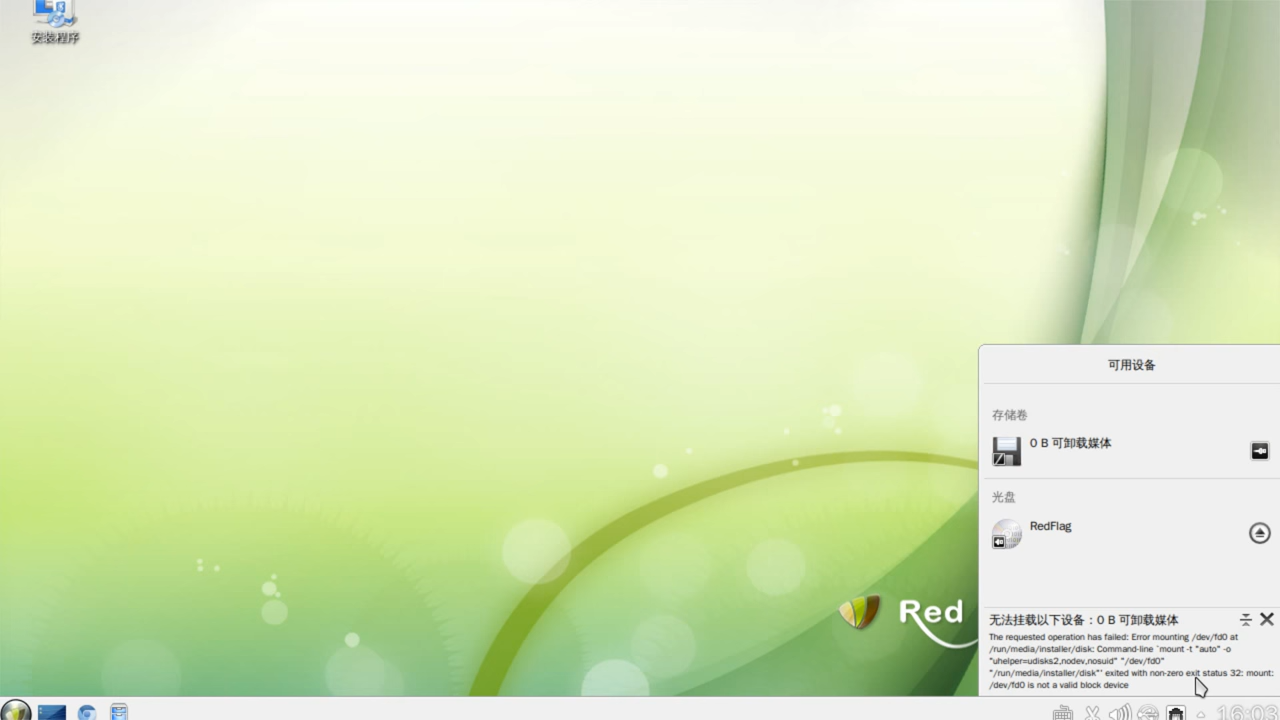 安装程序
可用设备
存储卷
0 B 可卸载媒体
光盘
RedFlag
Red
无法挂载以下设备：0 B 可卸载媒体
The requested operation has failed: Error mounting /dev/fd0 at
/run/media/installer/disk: Command-line `mount -t "auto" -o
"uhelper=udisks2,nodev,nosuid" "/dev/fd0"
"/run/media/installer/disk"' exited with non-zero exit status 32: mount:
/dev/fd0 is not a valid block device
16:03